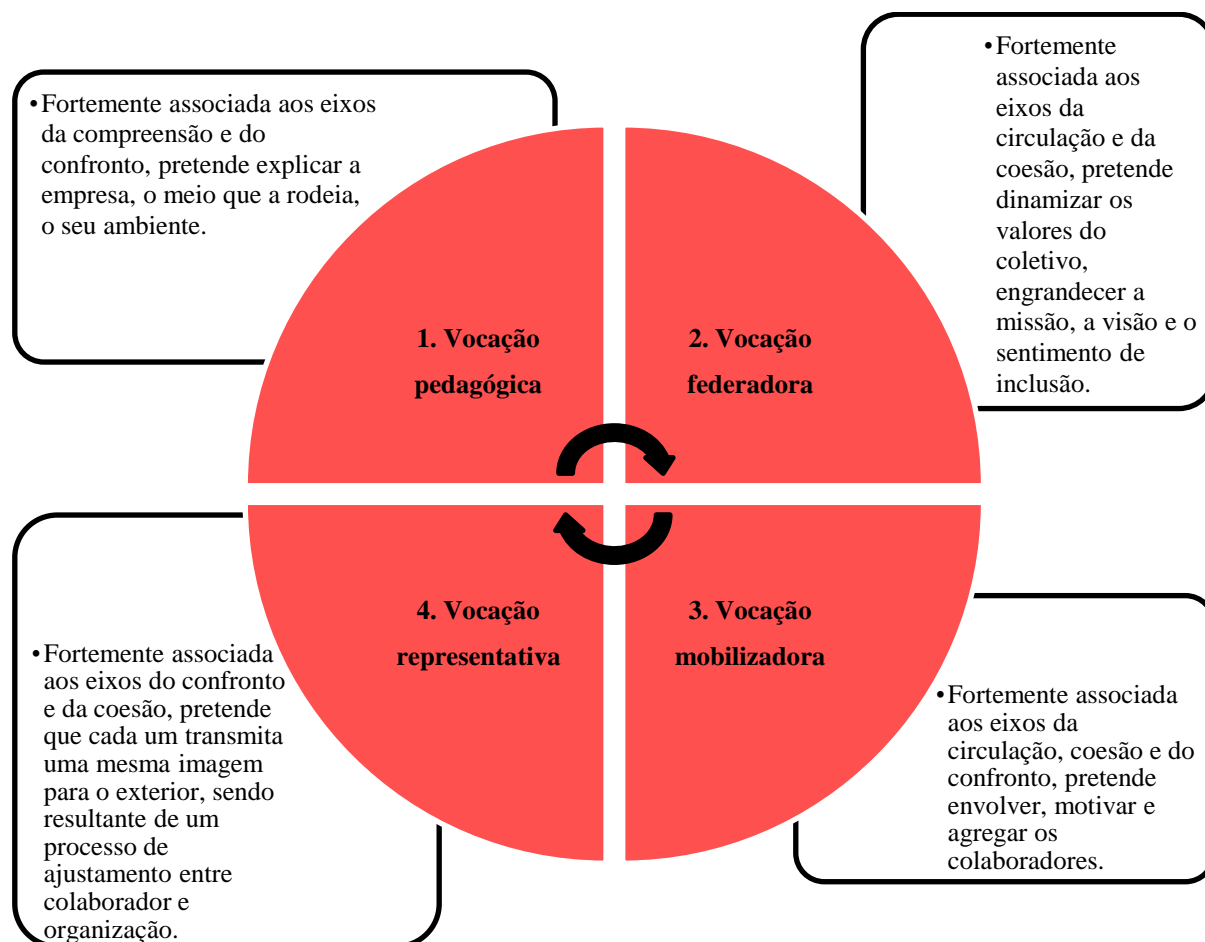 •Fortemente associada aos eixos
da compreensão e do
confronto, pretende explicar a
empresa, o meio que a rodeia,
o seu ambiente.
•Fortemente
associada aos
eixos da
circulação e da
coesão, pretende
dinamizar os
valores do
coletivo,
engrandecer a
missão, a visão e o
sentimento de
inclusão.
1. Vocação
pedagógica
2. Vocação
federadora
4. Vocação
representativa
3. Vocação
mobilizadora
•Fortemente associada
aos eixos do confronto
e da coesão, pretende
que cada um transmita
uma mesma imagem
para o exterior, sendo
resultante de um
processo de
ajustamento entre
colaborador e
organização.
•Fortemente associada
aos eixos da
circulação, coesão e do
confronto, pretende
envolver, motivar e
agregar os
colaboradores.